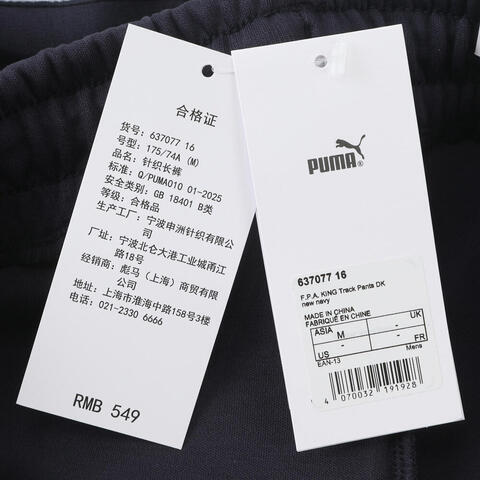 合格证
货号: 637077 16
号型: 175/74A (M)
品名: 针织长裤
标准: Q/PUMA010 01-2025
安全类别: GB 18401 B类
等级: 合格品
生产工厂: 宁波申洲针织有限公
司
厂址: 宁波北仑大港工业城甬江
路18号
经销商: 彪马（上海）商贸有限
公司
地址: 上海市淮海中路158号3楼
电话: 021-2330 6666
RMB 549
PUMA®
637077 16
F.P.A. KING Track Pants DK
new navy
MADE IN CHINA
FABRIQUÉ EN CHINE
ASIA M - UK
US - - FR
EAN-13 Mens
4 070032 191928